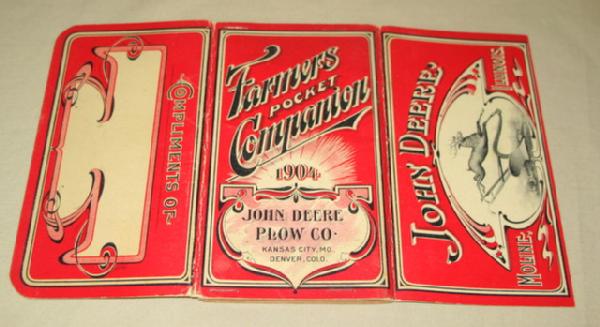 COMPLIMENTS OF
Farmers
POCKET
Companion
1904
JOHN DEERE
PLOW CO.
KANSAS CITY, MO.
DENVER, COLO.
JOHN DEERE.
MOLINE, ILLINOIS.